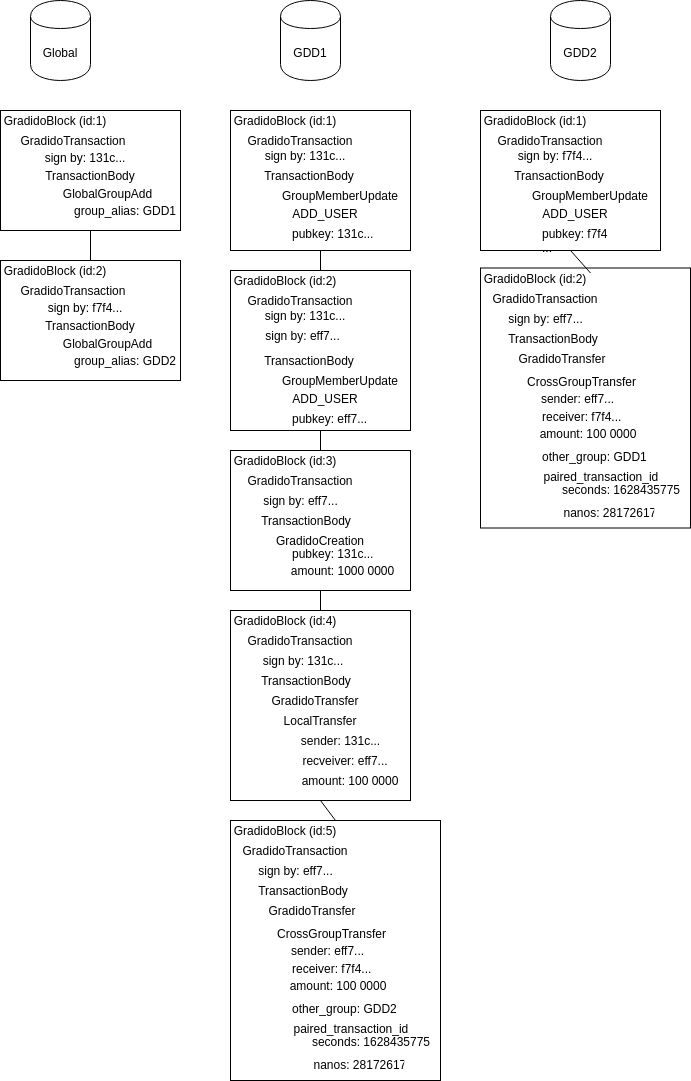 Global
GradidoBlock (id:1)
GradidoTransaction
sign by: 131c...
TransactionBody
GlobalGroupAdd
group_alias: GDD1
GradidoBlock (id:2)
GradidoTransaction
sign by: f7f4...
TransactionBody
GlobalGroupAdd
group_alias: GDD2
GDD1
GradidoBlock (id:1)
GradidoTransaction
sign by: 131c...
TransactionBody
GroupMemberUpdate
ADD_USER
pubkey: 131c...
GradidoBlock (id:2)
GradidoTransaction
sign by: 131c...
sign by: eff7...
TransactionBody
GroupMemberUpdate
ADD_USER
pubkey: eff7...
GradidoBlock (id:3)
GradidoTransaction
sign by: eff7...
TransactionBody
GradidoCreation
pubkey: 131c...
amount: 1000 0000
GradidoBlock (id:4)
GradidoTransaction
sign by: 131c...
TransactionBody
GradidoTransfer
LocalTransfer
sender: 131c...
recveiver: eff7...
amount: 100 0000
GradidoBlock (id:5)
GradidoTransaction
sign by: eff7...
TransactionBody
GradidoTransfer
CrossGroupTransfer
sender: eff7...
receiver: f7f4...
amount: 100 0000
other_group: GDD2
paired_transaction_id
seconds: 1628435775
nanos: 28172617
GDD2
GradidoBlock (id:1)
GradidoTransaction
sign by: f7f4...
TransactionBody
GroupMemberUpdate
ADD_USER
pubkey: f7f4
...
GradidoBlock (id:2)
GradidoTransaction
sign by: eff7...
TransactionBody
GradidoTransfer
CrossGroupTransfer
sender: eff7...
receiver: f7f4...
amount: 100 0000
other_group: GDD1
paired_transaction_id
seconds: 1628435775
nanos: 28172617